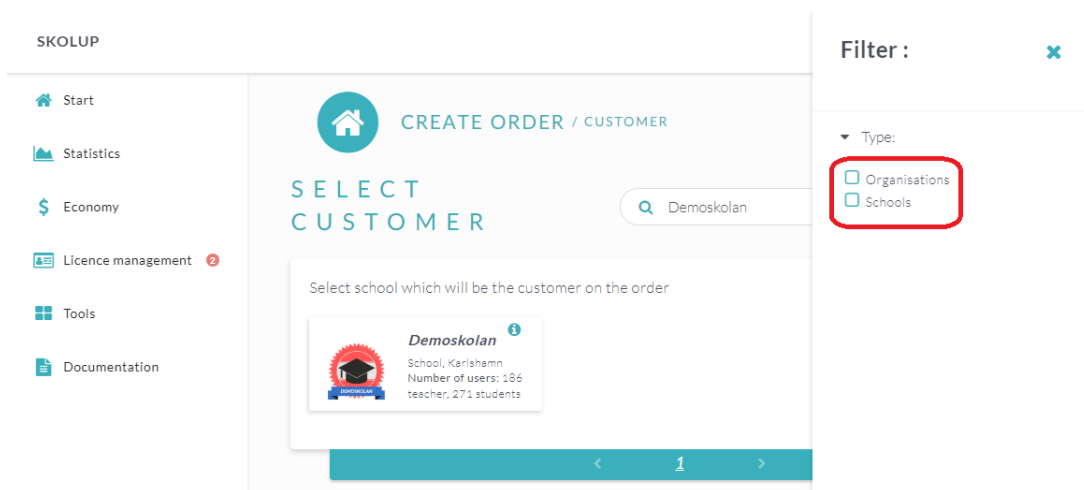 SKOLUP
Start
Statistics
Economy
Licence management 2
Tools
Documentation
CREATE ORDER / CUSTOMER
SELECT
CUSTOMER
Demoskolan
Select school which will be the customer on the order
Demoskolan
School, Karlshamn
Number of users: 186
teacher, 271 students
DEMOSKOLAN
< 1 >
Filter :
Type:
Organisations
Schools